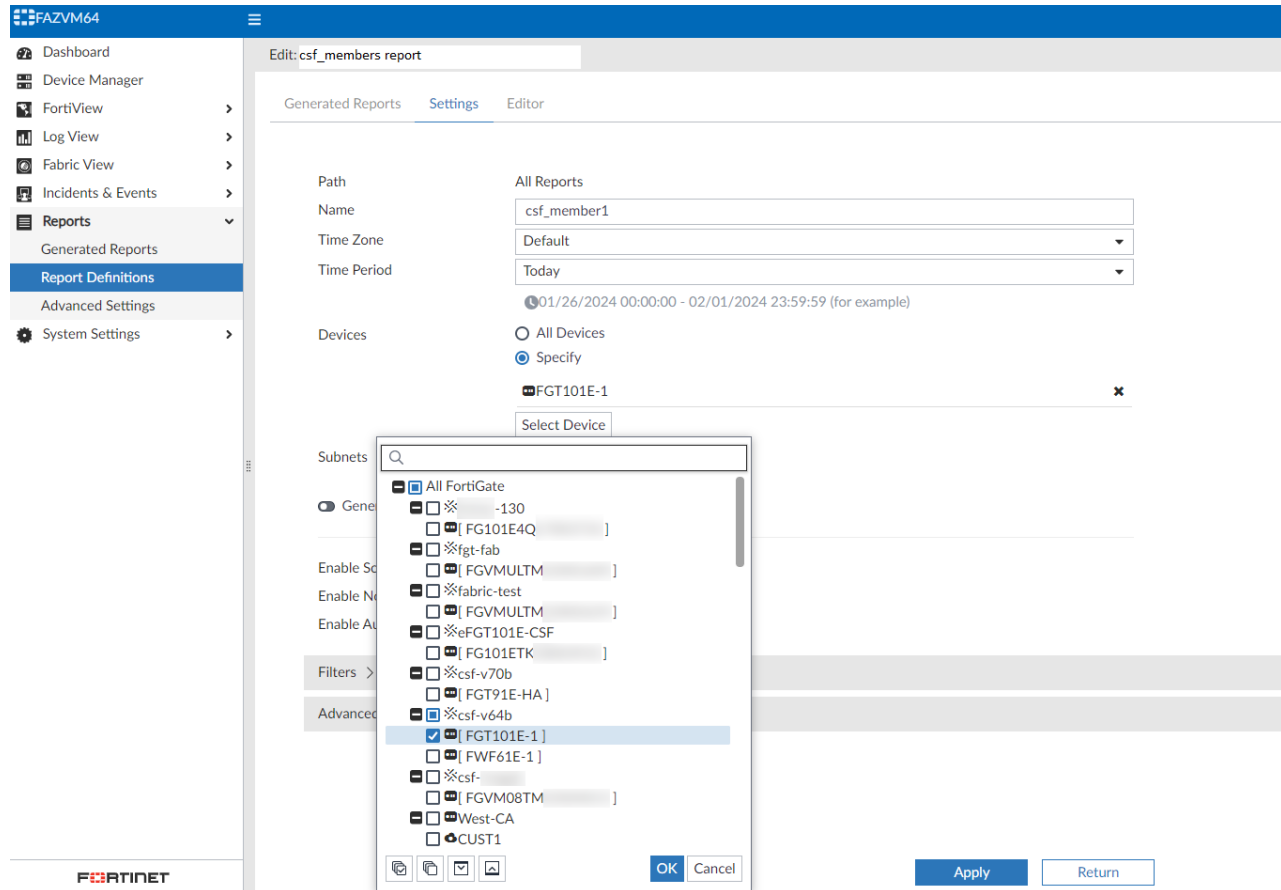 FAZVM64
Dashboard
Device Manager
FortiView
Log View
Fabric View
Incidents & Events
Reports
Generated Reports
Report Definitions
Advanced Settings
System Settings
FORTINET
Edit: csf_members report
Generated Reports Settings Editor
Path All Reports
Name csf_member1
Time Zone Default
Time Period Today
01/26/2024 00:00:00 - 02/01/2024 23:59:59 (for example)
Devices All Devices
Specify
FGT101E-1
Select Device
Subnets
Gene
Enable Sc
Enable No
Enable Au
Filters >
Advanced
All FortiGate
-130
[ FG101E4Q ]
fgt-fab
[ FGVMULTM ]
fabric-test
[ FGVMULTM ]
eFGT101E-CSF
[ FG101ETK ]
csf-v70b
[ FGT91E-HA ]
csf-v64b
[ FGT101E-1 ]
[ FWF61E-1 ]
csf-
[ FGVM08TM ]
West-CA
CUST1
OK Cancel
Apply Return